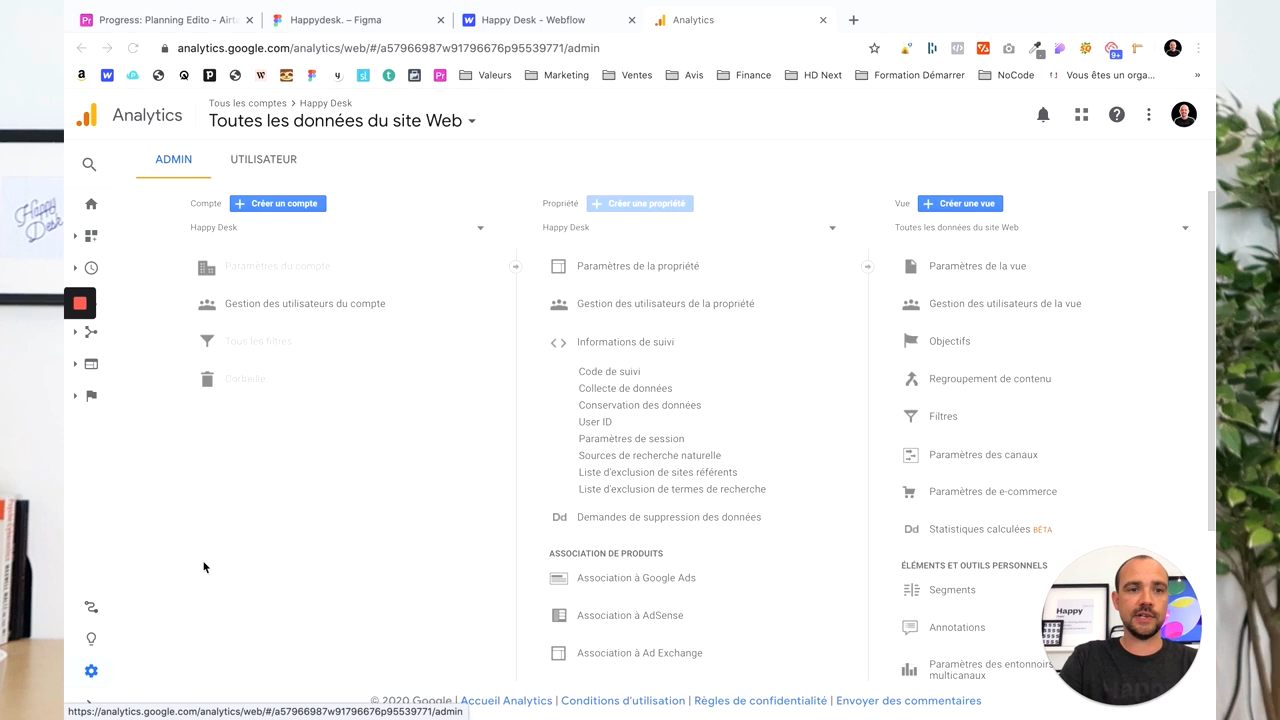 Progress: Planning Edito - Airt
Happydesk. – Figma
Happy Desk - Webflow
Analytics
analytics.google.com/analytics/web/#/a57966987w91796676p95539771/admin
9+
Valeurs
Marketing
Ventes
Avis
Finance
HD Next
Formation Démarrer
NoCode
Vous êtes un orga...
»
Analytics
Tous les comptes > Happy Desk
Toutes les données du site Web
ADMIN
UTILISATEUR
Compte
+ Créer un compte
Happy Desk
Paramètres du compte
Gestion des utilisateurs du compte
Tous les filtres
Corbeille
Propriété
+ Créer une propriété
Happy Desk
Paramètres de la propriété
Gestion des utilisateurs de la propriété
Informations de suivi
Code de suivi
Collecte de données
Conservation des données
User ID
Paramètres de session
Sources de recherche naturelle
Liste d'exclusion de sites référents
Liste d'exclusion de termes de recherche
Dd Demandes de suppression des données
ASSOCIATION DE PRODUITS
Association à Google Ads
Association à AdSense
Association à Ad Exchange
Vue
+ Créer une vue
Toutes les données du site Web
Paramètres de la vue
Gestion des utilisateurs de la vue
Objectifs
Regroupement de contenu
Filtres
Paramètres des canaux
Paramètres de e-commerce
Dd Statistiques calculées BÊTA
ÉLÉMENTS ET OUTILS PERSONNELS
Segments
Annotations
Paramètres des entonnoirs
multicanaux
© 2020 Google | Accueil Analytics | Conditions d'utilisation | Règles de confidentialité | Envoyer des commentaires
https://analytics.google.com/analytics/web/#/a57966987w91796676p95539771/admin
Happy
Desk
Happy
Happy